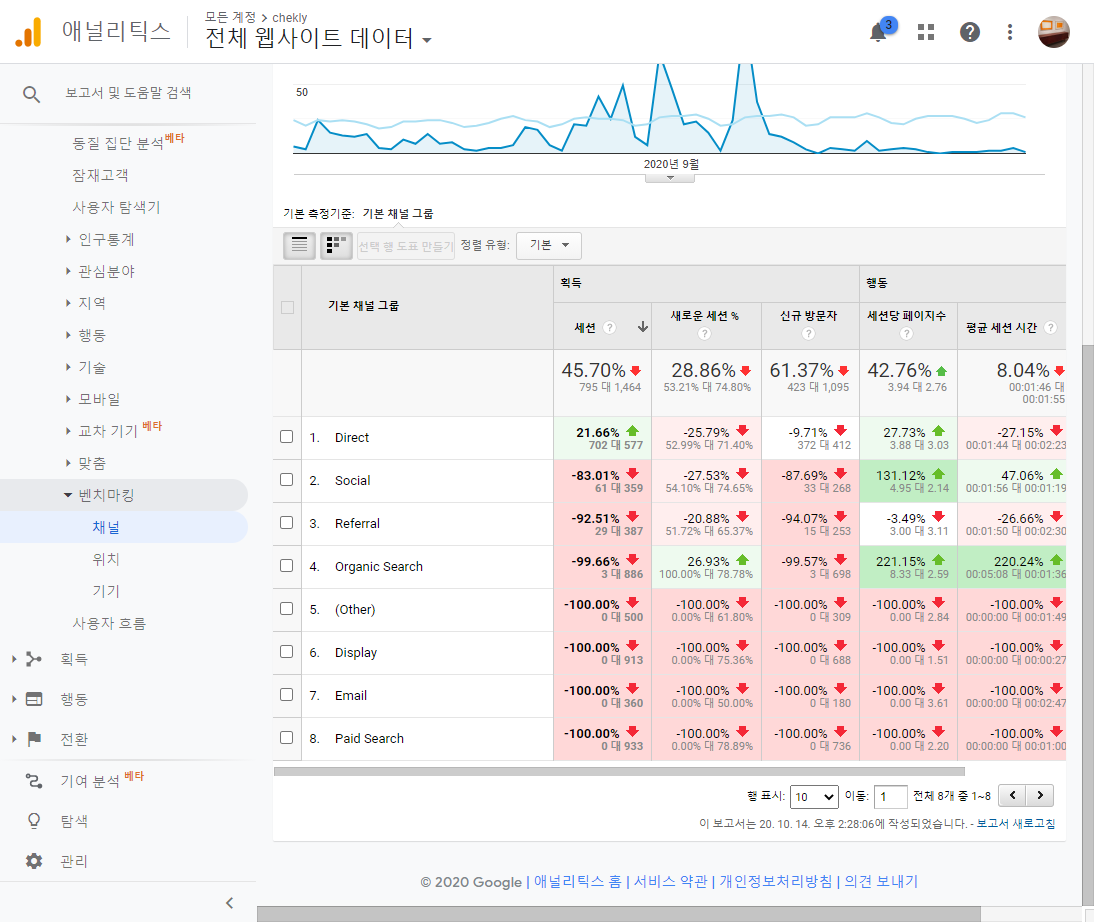 애널리틱스
모든 계정 > chekly
전체 웹사이트 데이터
3
보고서 및 도움말 검색
동질 집단 분석 베타
잠재고객
사용자 탐색기
인구통계
관심분야
지역
행동
기술
모바일
교차 기기 베타
맞춤
벤치마킹
채널
위치
기기
사용자 흐름
획득
행동
전환
기여 분석 베타
탐색
관리
50
2020년 9월
기본 측정기준: 기본 채널 그룹
선택 행 도표 만들기 정렬 유형: 기본
기본 채널 그룹 획득 행동
세션 ? 새로운 세션 % ? 신규 방문자 ? 세션당 페이지수 ? 평균 세션 시간 ?
45.70% 28.86% 61.37% 42.76% 8.04%
795 대 1,464 53.21% 대 74.80% 423 대 1,095 3.94 대 2.76 00:01:46 대
00:01:55
1. Direct 21.66% -25.79% -9.71% 27.73% -27.15%
702 대 577 52.99% 대 71.40% 372 대 412 3.88 대 3.03 00:01:44 대 00:02:23
2. Social -83.01% -27.53% -87.69% 131.12% 47.06%
61 대 359 54.10% 대 74.65% 33 대 268 4.95 대 2.14 00:01:56 대 00:01:19
3. Referral -92.51% -20.88% -94.07% -3.49% -26.66%
29 대 387 51.72% 대 65.37% 15 대 253 3.00 대 3.11 00:01:50 대 00:02:30
4. Organic Search -99.66% 26.93% -99.57% 221.15% 220.24%
3 대 886 100.00% 대 78.78% 3 대 698 8.33 대 2.59 00:05:08 대 00:01:36
5. (Other) -100.00% -100.00% -100.00% -100.00% -100.00%
0 대 500 0.00% 대 61.80% 0 대 309 0.00 대 2.84 00:00:00 대 00:01:49
6. Display -100.00% -100.00% -100.00% -100.00% -100.00%
0 대 913 0.00% 대 75.36% 0 대 688 0.00 대 1.51 00:00:00 대 00:00:27
7. Email -100.00% -100.00% -100.00% -100.00% -100.00%
0 대 360 0.00% 대 50.00% 0 대 180 0.00 대 3.61 00:00:00 대 00:02:47
8. Paid Search -100.00% -100.00% -100.00% -100.00% -100.00%
0 대 933 0.00% 대 78.89% 0 대 736 0.00 대 2.20 00:00:00 대 00:01:00
행 표시: 10 이동: 1 전체 8개 중 1~8
이 보고서는 20. 10. 14. 오후 2:28:06에 작성되었습니다. - 보고서 새로고침
© 2020 Google | 애널리틱스 홈 | 서비스 약관 | 개인정보처리방침 | 의견 보내기